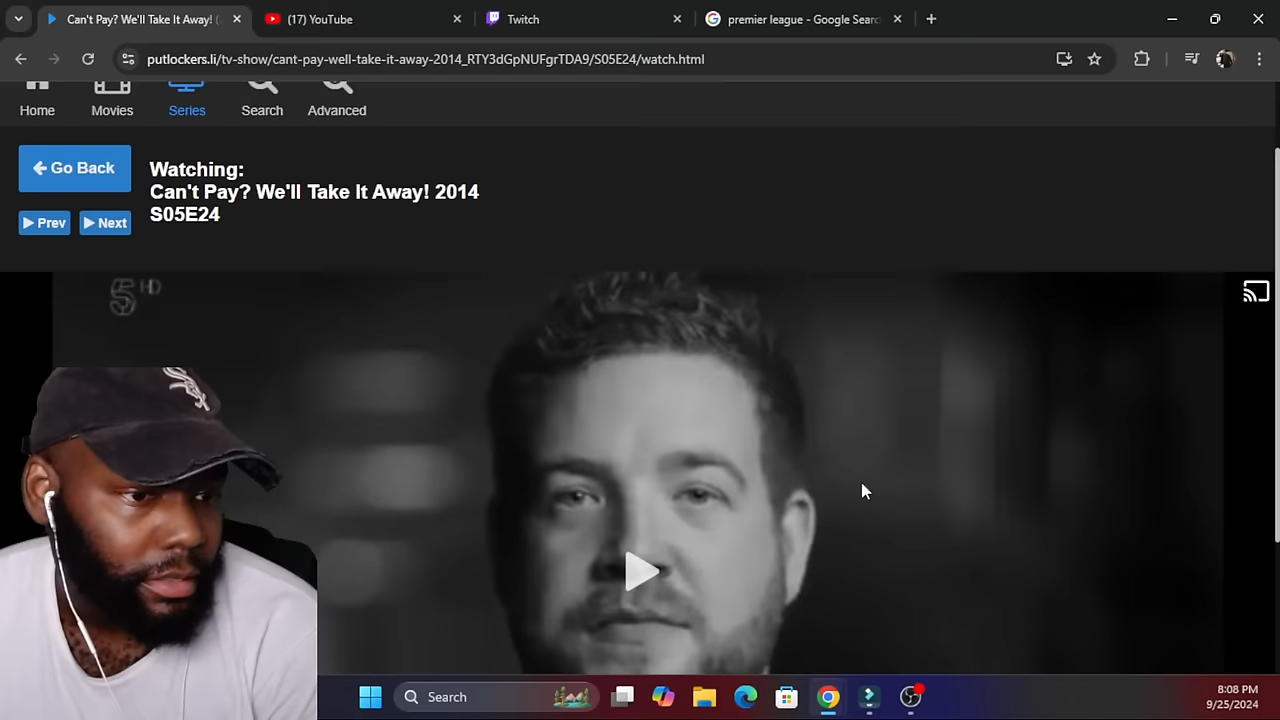 Can't Pay? We'll Take It Away! (
(17) YouTube
Twitch
premier league - Google Searc
putlockers.li/tv-show/cant-pay-well-take-it-away-2014_RTY3dGpNUFgrTDA9/S05E24/watch.html
Home
Movies
Series
Search
Advanced
Go Back
Prev
Next
Watching:
Can't Pay? We'll Take It Away! 2014
S05E24
5 HD
Search
8:08 PM
9/25/2024